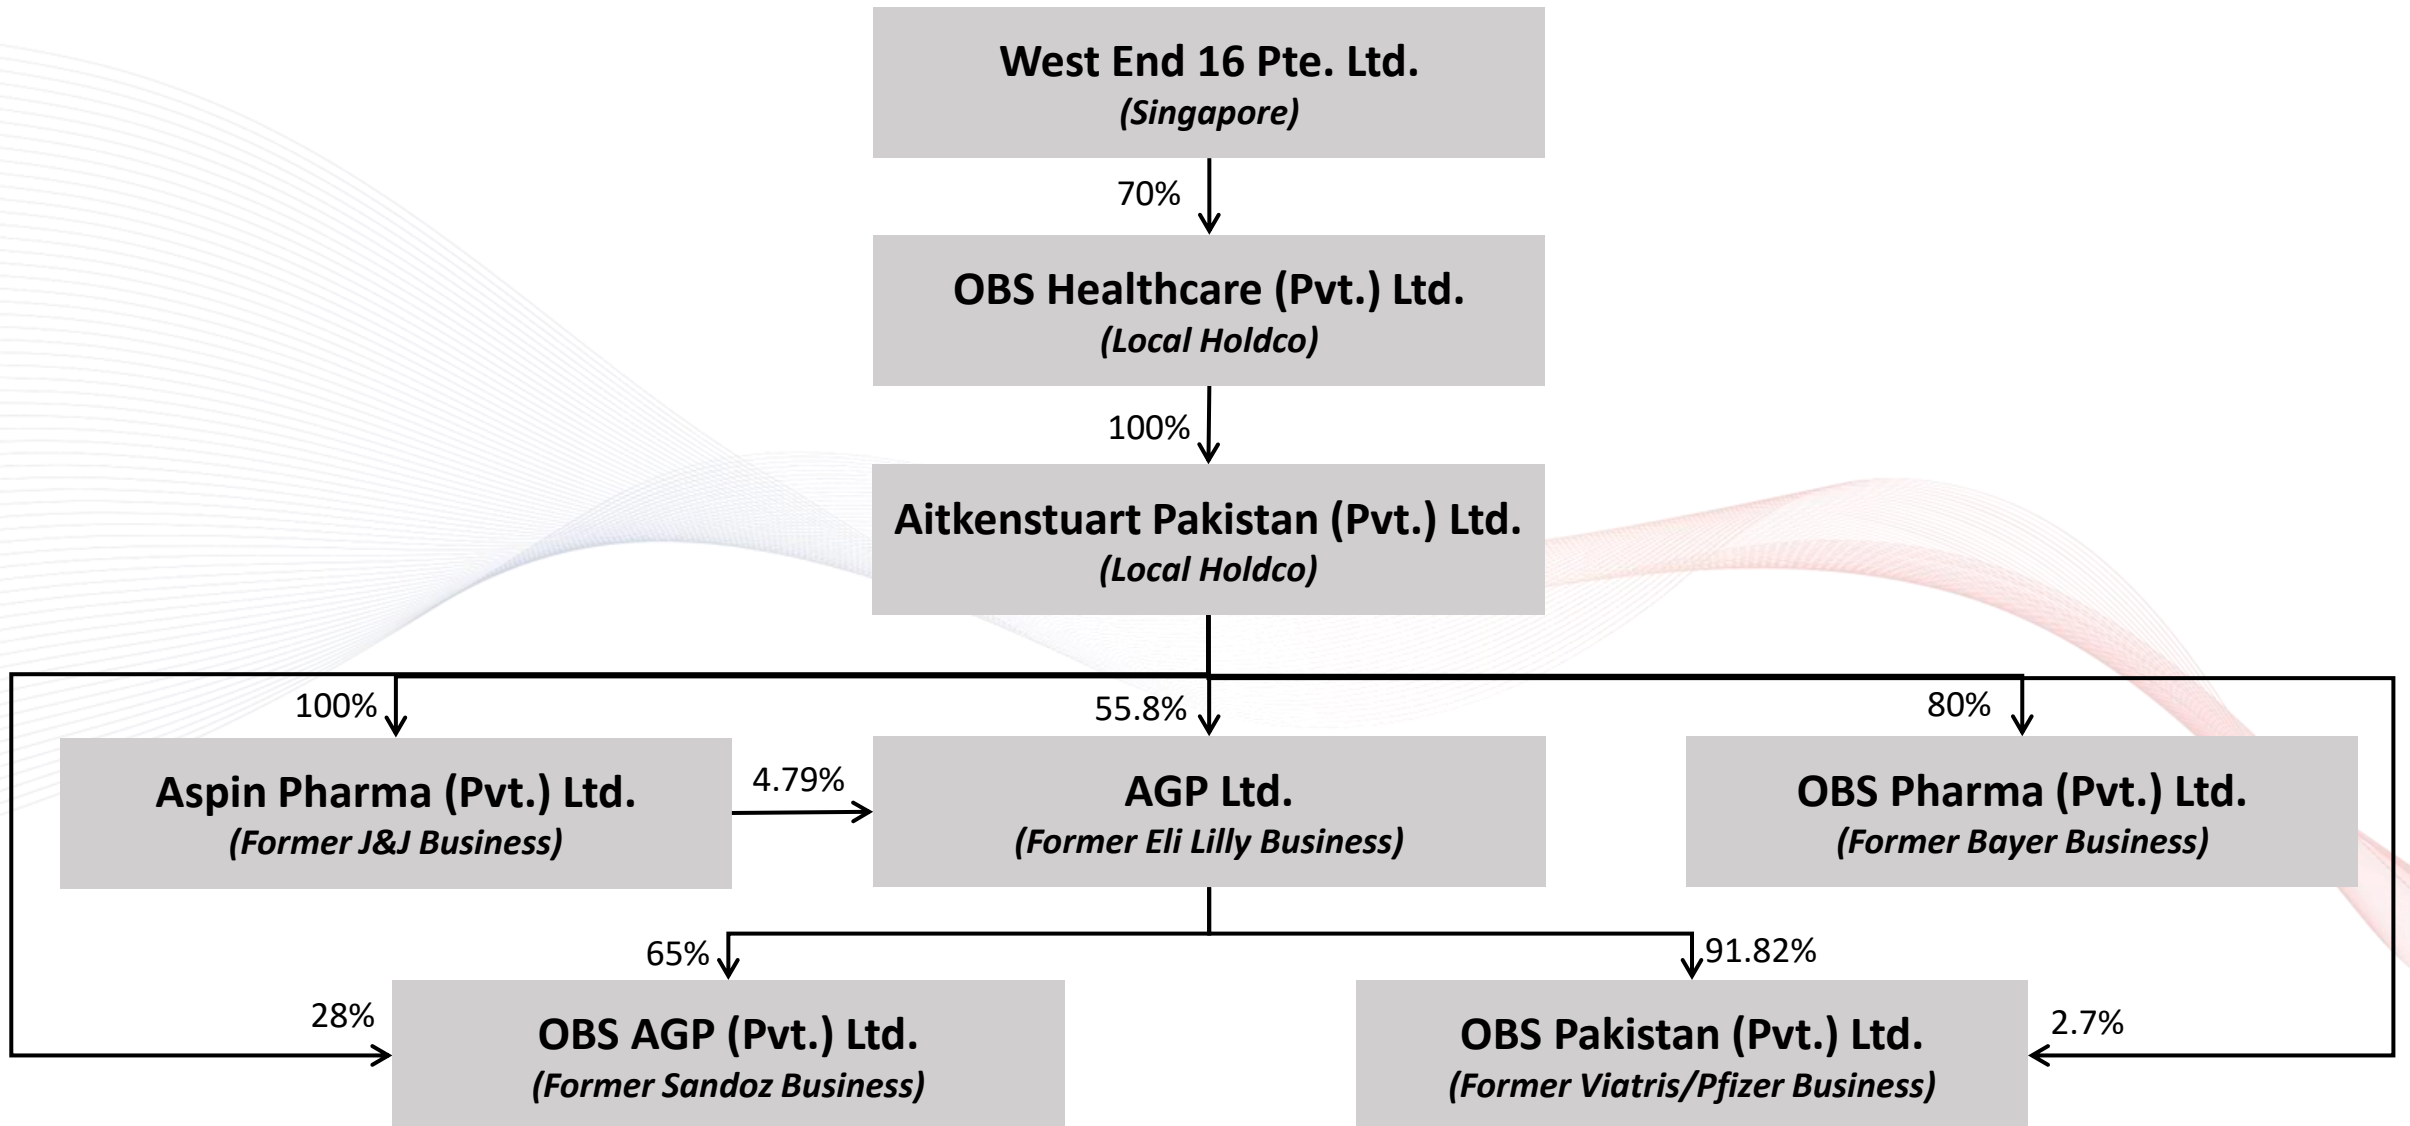 West End 16 Pte. Ltd.
(Singapore)
70%
OBS Healthcare (Pvt.) Ltd.
(Local Holdco)
100%
Aitkenstuart Pakistan (Pvt.) Ltd.
(Local Holdco)
100%
55.8%
80%
Aspin Pharma (Pvt.) Ltd.
(Former J&J Business)
4.79%
AGP Ltd.
(Former Eli Lilly Business)
OBS Pharma (Pvt.) Ltd.
(Former Bayer Business)
65%
91.82%
28%
OBS AGP (Pvt.) Ltd.
(Former Sandoz Business)
OBS Pakistan (Pvt.) Ltd.
(Former Viatris/Pfizer Business)
2.7%